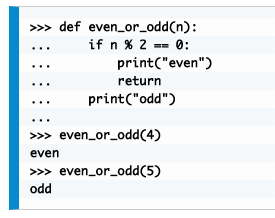 >>> def even_or_odd(n):
...     if n % 2 == 0:
...         print("even")
...         return
...     print("odd")
...
>>> even_or_odd(4)
even
>>> even_or_odd(5)
odd